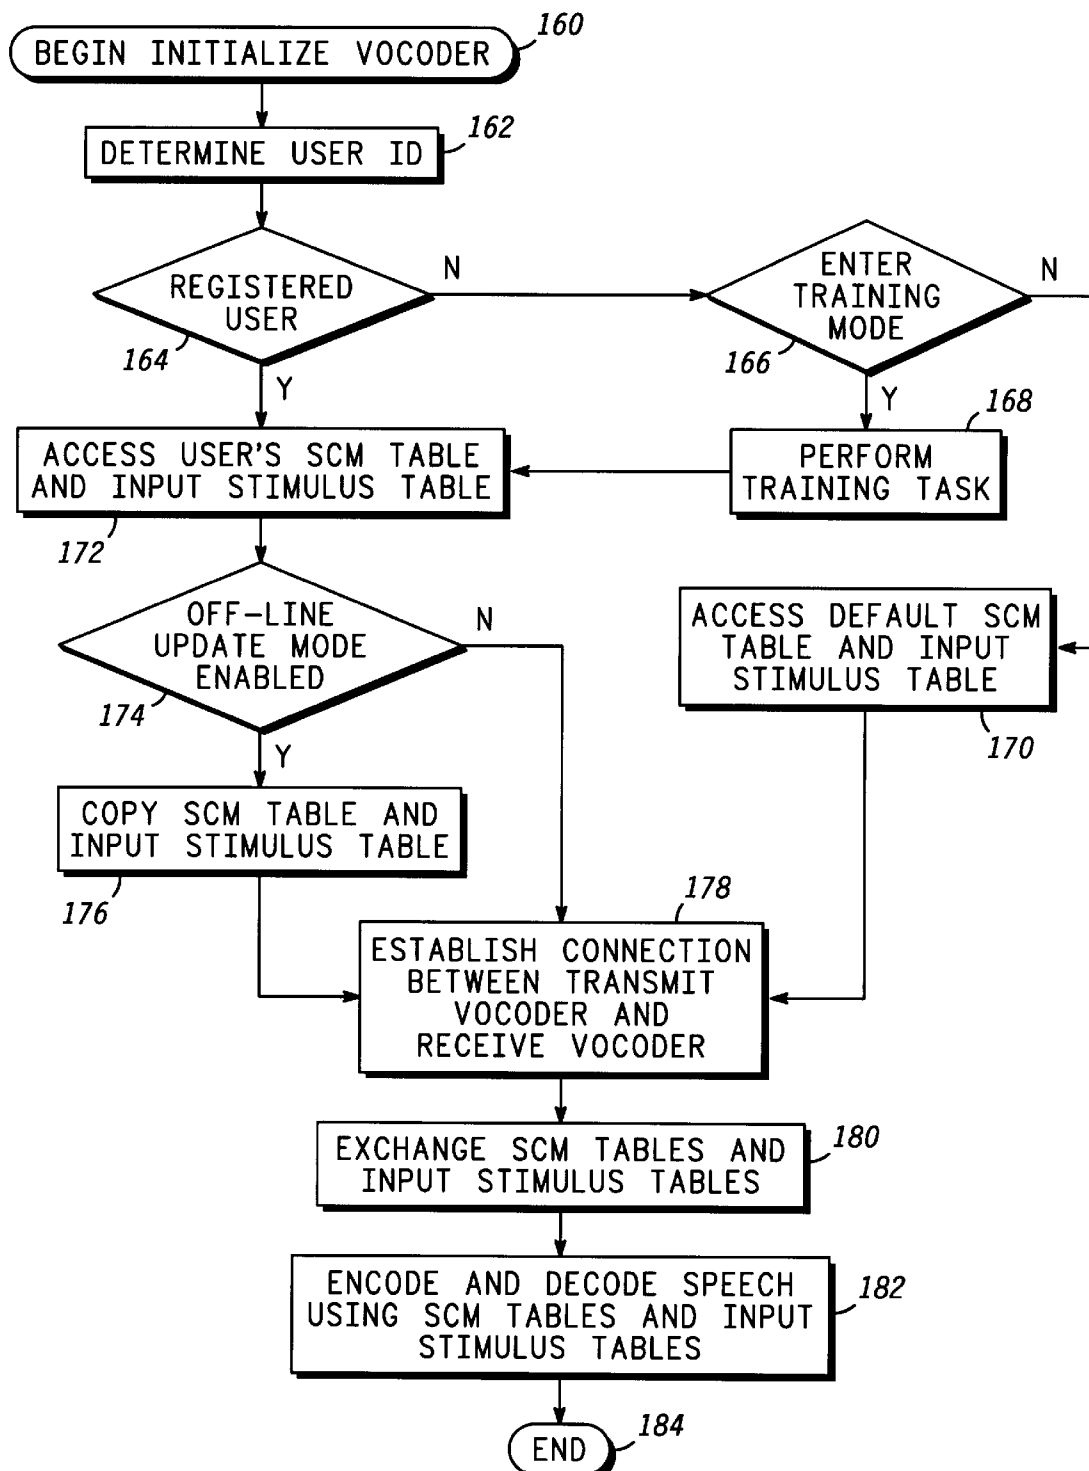 BEGIN INITIALIZE VOCODER
160
DETERMINE USER ID
162
REGISTERED
USER
164
N
Y
ENTER
TRAINING
MODE
166
N
Y
PERFORM
TRAINING TASK
168
ACCESS USER'S SCM TABLE
AND INPUT STIMULUS TABLE
172
OFF-LINE
UPDATE MODE
ENABLED
174
N
Y
ACCESS DEFAULT SCM
TABLE AND INPUT
STIMULUS TABLE
170
COPY SCM TABLE AND
INPUT STIMULUS TABLE
176
178
ESTABLISH CONNECTION
BETWEEN TRANSMIT
VOCODER AND
RECEIVE VOCODER
EXCHANGE SCM TABLES AND
INPUT STIMULUS TABLES
180
ENCODE AND DECODE SPEECH
USING SCM TABLES AND INPUT
STIMULUS TABLES
182
END
184